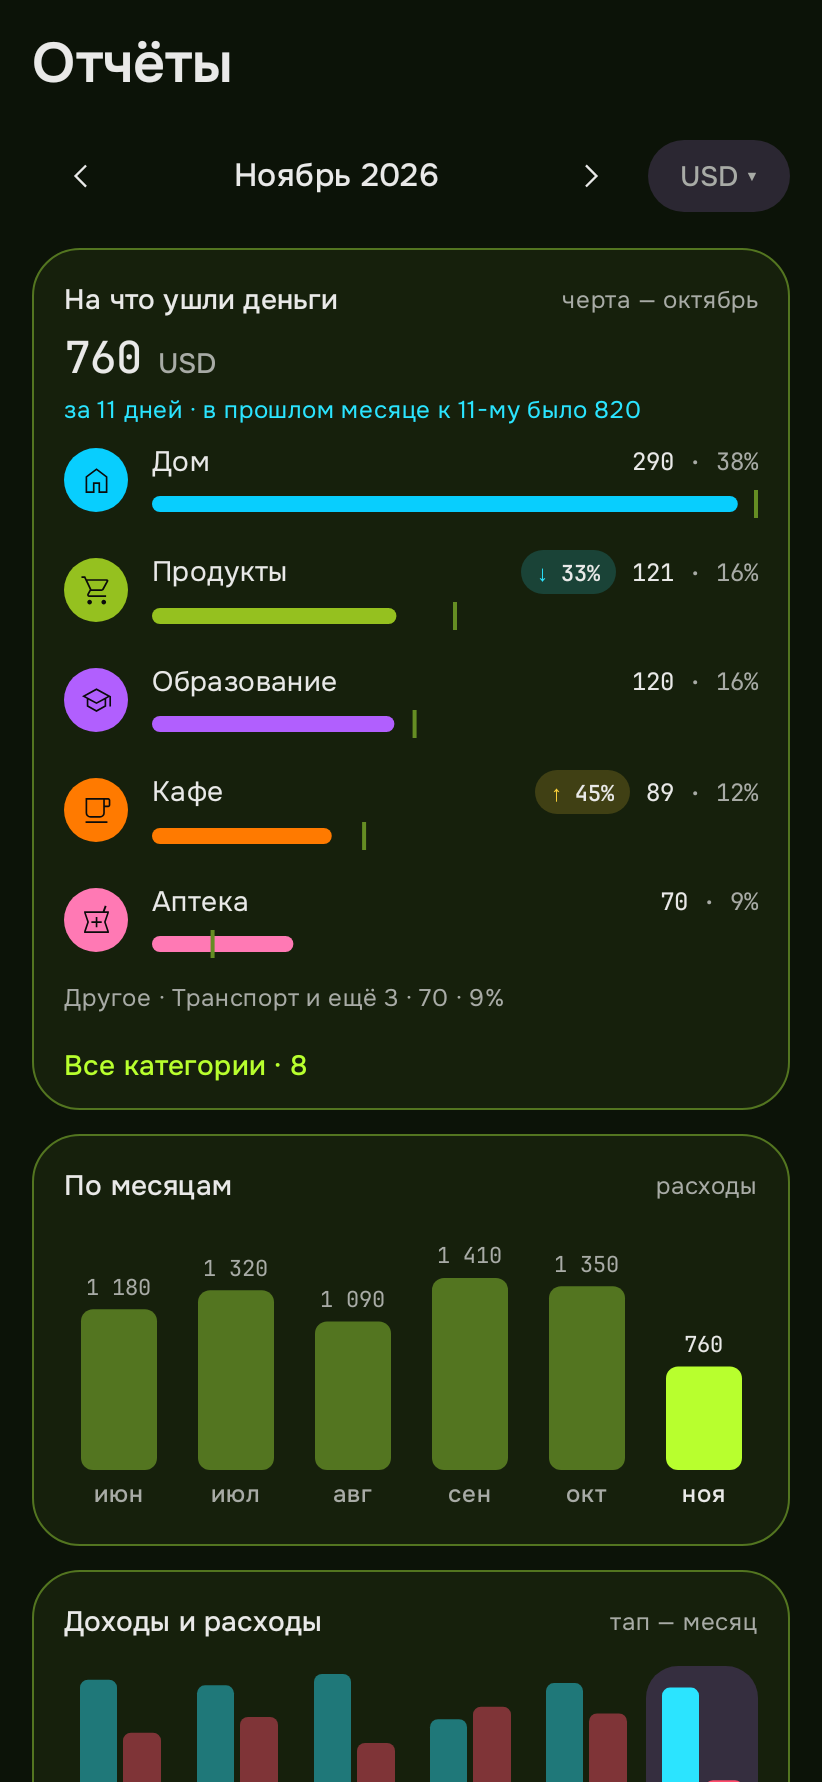 Отчёты
Ноябрь 2026
USD ▾
На что ушли деньги
черта — октябрь
760 USD
за 11 дней · в прошлом месяце к 11-му было 820
Дом
290 · 38%
Продукты
↓ 33%
121 · 16%
Образование
120 · 16%
Кафе
↑ 45%
89 · 12%
Аптека
70 · 9%
Другое · Транспорт и ещё 3 · 70 · 9%
Все категории · 8
По месяцам
расходы
1 180
1 320
1 090
1 410
1 350
760
июн
июл
авг
сен
окт
ноя
Доходы и расходы
тап — месяц